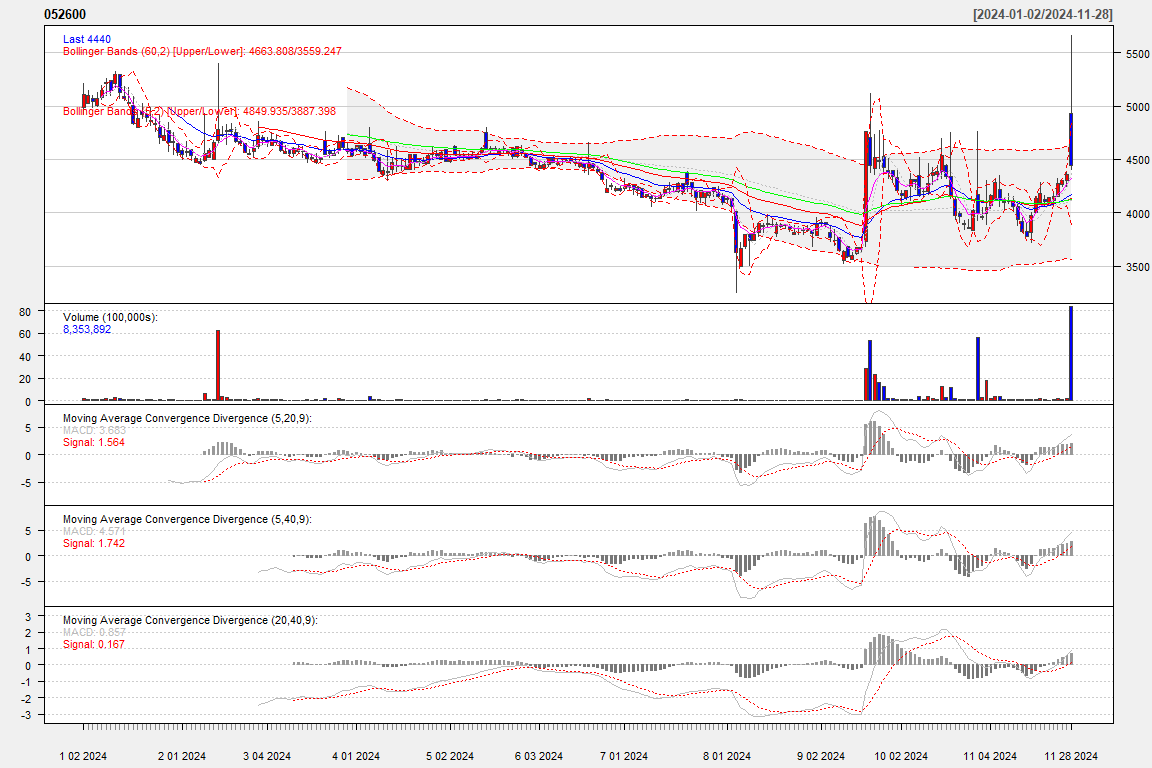 052600 [2024-01-02/2024-11-28]
Last 4440
Bollinger Bands (60,2) [Upper/Lower]: 4663.808/3559.247
Bollinger Bands (5,2) [Upper/Lower]: 4849.935/3887.398
5500
5000
4500
4000
3500
Volume (100,000s):
8,353,892
80
60
40
20
0
Moving Average Convergence Divergence (5,20,9):
MACD: 3.683
Signal: 1.564
5
0
-5
Moving Average Convergence Divergence (5,40,9):
MACD: 4.571
Signal: 1.742
5
0
-5
Moving Average Convergence Divergence (20,40,9):
MACD: 0.857
Signal: 0.167
3
2
1
0
-1
-2
-3
1 02 2024 2 01 2024 3 04 2024 4 01 2024 5 02 2024 6 03 2024 7 01 2024 8 01 2024 9 02 2024 10 02 2024 11 04 2024 11 28 2024